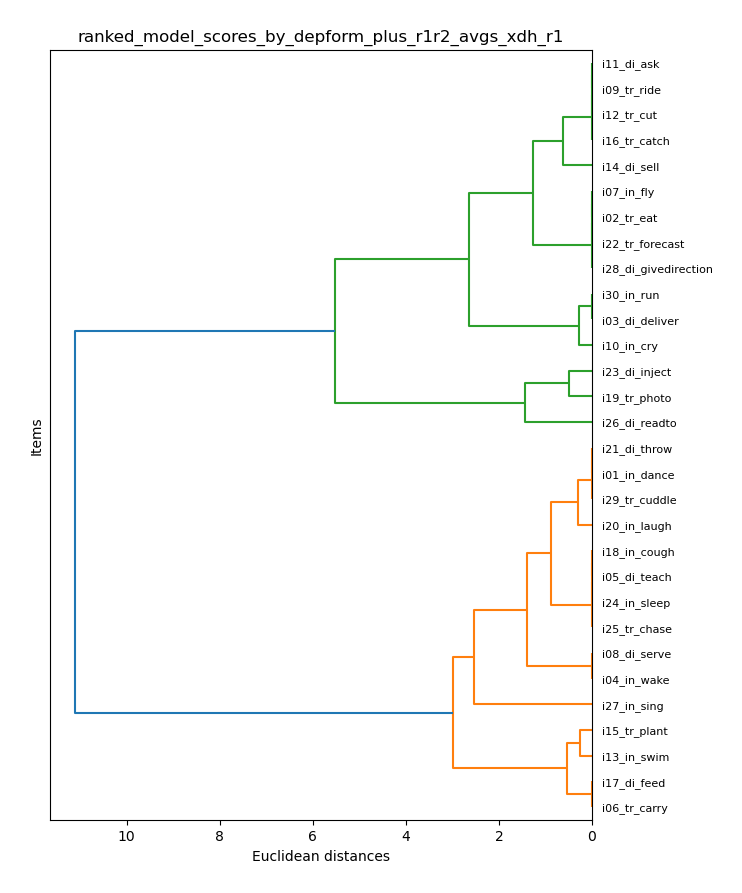 ranked_model_scores_by_depform_plus_r1r2_avgs_xdh_r1
i11_di_ask
i09_tr_ride
i12_tr_cut
i16_tr_catch
i14_di_sell
i07_in_fly
i02_tr_eat
i22_tr_forecast
i28_di_givedirection
i30_in_run
i03_di_deliver
i10_in_cry
i23_di_inject
i19_tr_photo
i26_di_readto
i21_di_throw
i01_in_dance
i29_tr_cuddle
i20_in_laugh
i18_in_cough
i05_di_teach
i24_in_sleep
i25_tr_chase
i08_di_serve
i04_in_wake
i27_in_sing
i15_tr_plant
i13_in_swim
i17_di_feed
i06_tr_carry
Items
10 8 6 4 2 0
Euclidean distances